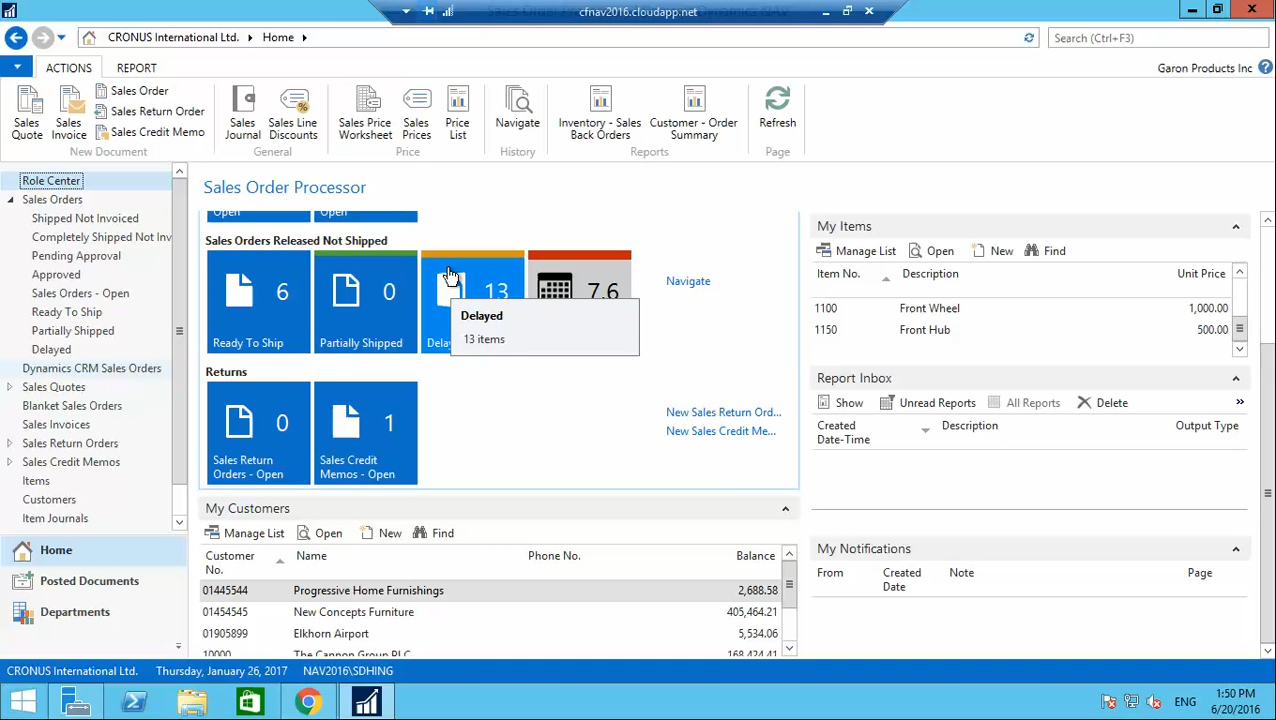 Sales Order
cfnav2016.cloudapp.net
CRONUS International Ltd.
Home
Search (Ctrl+F3)
ACTIONS
REPORT
Garon Products Inc
Sales Quote
Sales Invoice
Sales Order
Sales Return Order
Sales Credit Memo
New Document
Sales Journal
Sales Line Discounts
General
Sales Price Worksheet
Sales Prices
Price List
Price
Navigate
History
Inventory - Sales Back Orders
Customer - Order Summary
Reports
Refresh
Page
Role Center
Sales Orders
Shipped Not Invoiced
Completely Shipped Not Inv
Pending Approval
Approved
Sales Orders - Open
Ready To Ship
Partially Shipped
Delayed
Dynamics CRM Sales Orders
Sales Quotes
Blanket Sales Orders
Sales Invoices
Sales Return Orders
Sales Credit Memos
Items
Customers
Item Journals
Home
Posted Documents
Departments
Sales Order Processor
Open
Open
Sales Orders Released Not Shipped
6
Ready To Ship
0
Partially Shipped
13
Dela
7.6
Navigate
Delayed
13 items
Returns
0
Sales Return Orders - Open
1
Sales Credit Memos - Open
New Sales Return Ord...
New Sales Credit Me...
My Customers
Manage List
Open
New
Find
Customer No.
Name
Phone No.
Balance
01445544 Progressive Home Furnishings 2,688.58
01454545 New Concepts Furniture 405,464.21
01905899 Elkhorn Airport 5,534.06
10000 The Cannon Group PLC 168,424.41
My Items
Manage List
Open
New
Find
Item No.
Description
Unit Price
1100 Front Wheel 1,000.00
1150 Front Hub 500.00
Report Inbox
Show
Unread Reports
All Reports
Delete
»
Created Date-Time
Description
Output Type
My Notifications
From
Created Date
Note
Page
CRONUS International Ltd.
Thursday, January 26, 2017
NAV2016\SDHING
ENG
1:50 PM
6/20/2016